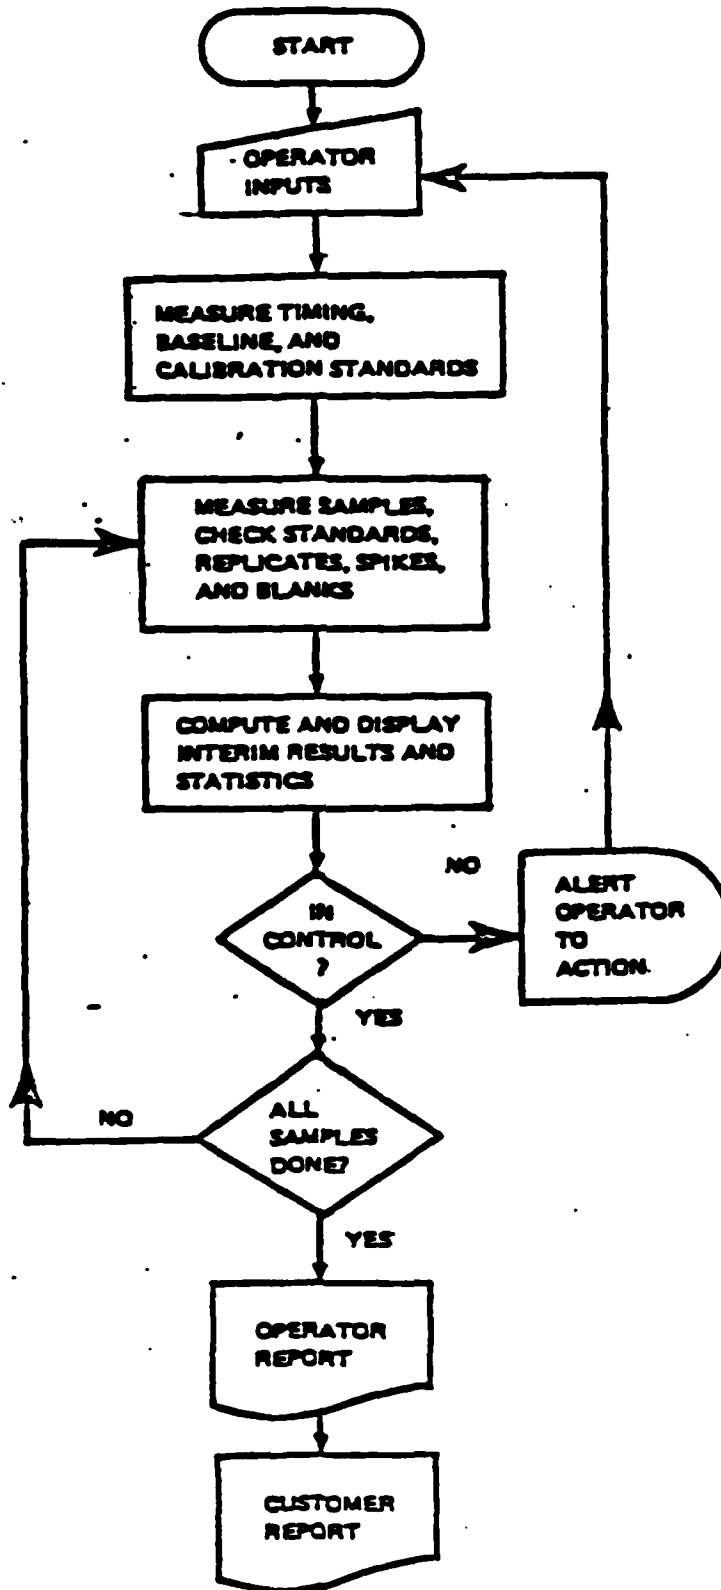 START
OPERATOR
INPUTS
MEASURE TIMING,
BASELINE, AND
CALIBRATION STANDARDS
MEASURE SAMPLES,
CHECK STANDARDS,
REPLICATES, SPIKES,
AND BLANKS
COMPUTE AND DISPLAY
INTERIM RESULTS AND
STATISTICS
IN
CONTROL
?
NO
ALERT
OPERATOR
TO
ACTION
YES
ALL
SAMPLES
DONE?
NO
YES
OPERATOR
REPORT
CUSTOMER
REPORT